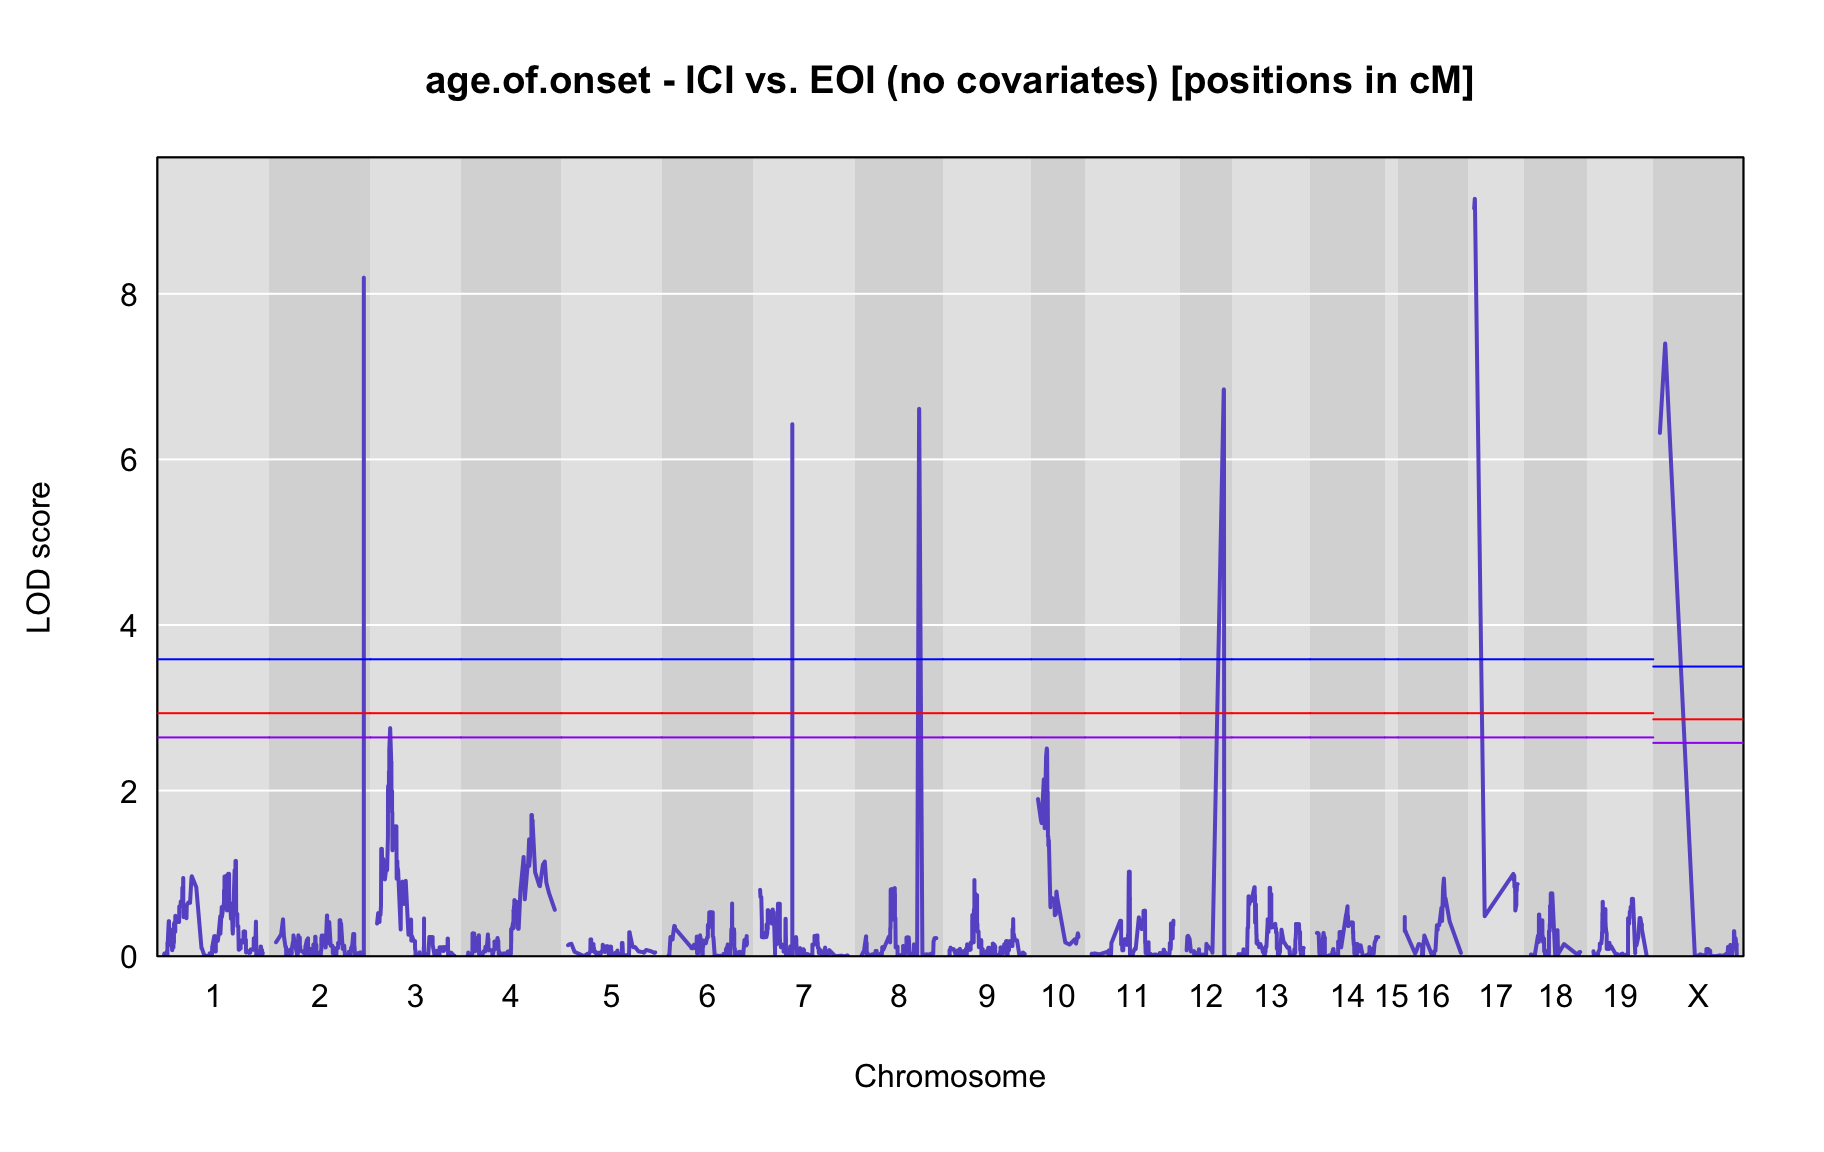 age.of.onset - ICI vs. EOI (no covariates) [positions in cM]
8
6
4
2
0
LOD score
1 2 3 4 5 6 7 8 9 10 11 12 13 14 15 16 17 18 19 X
Chromosome